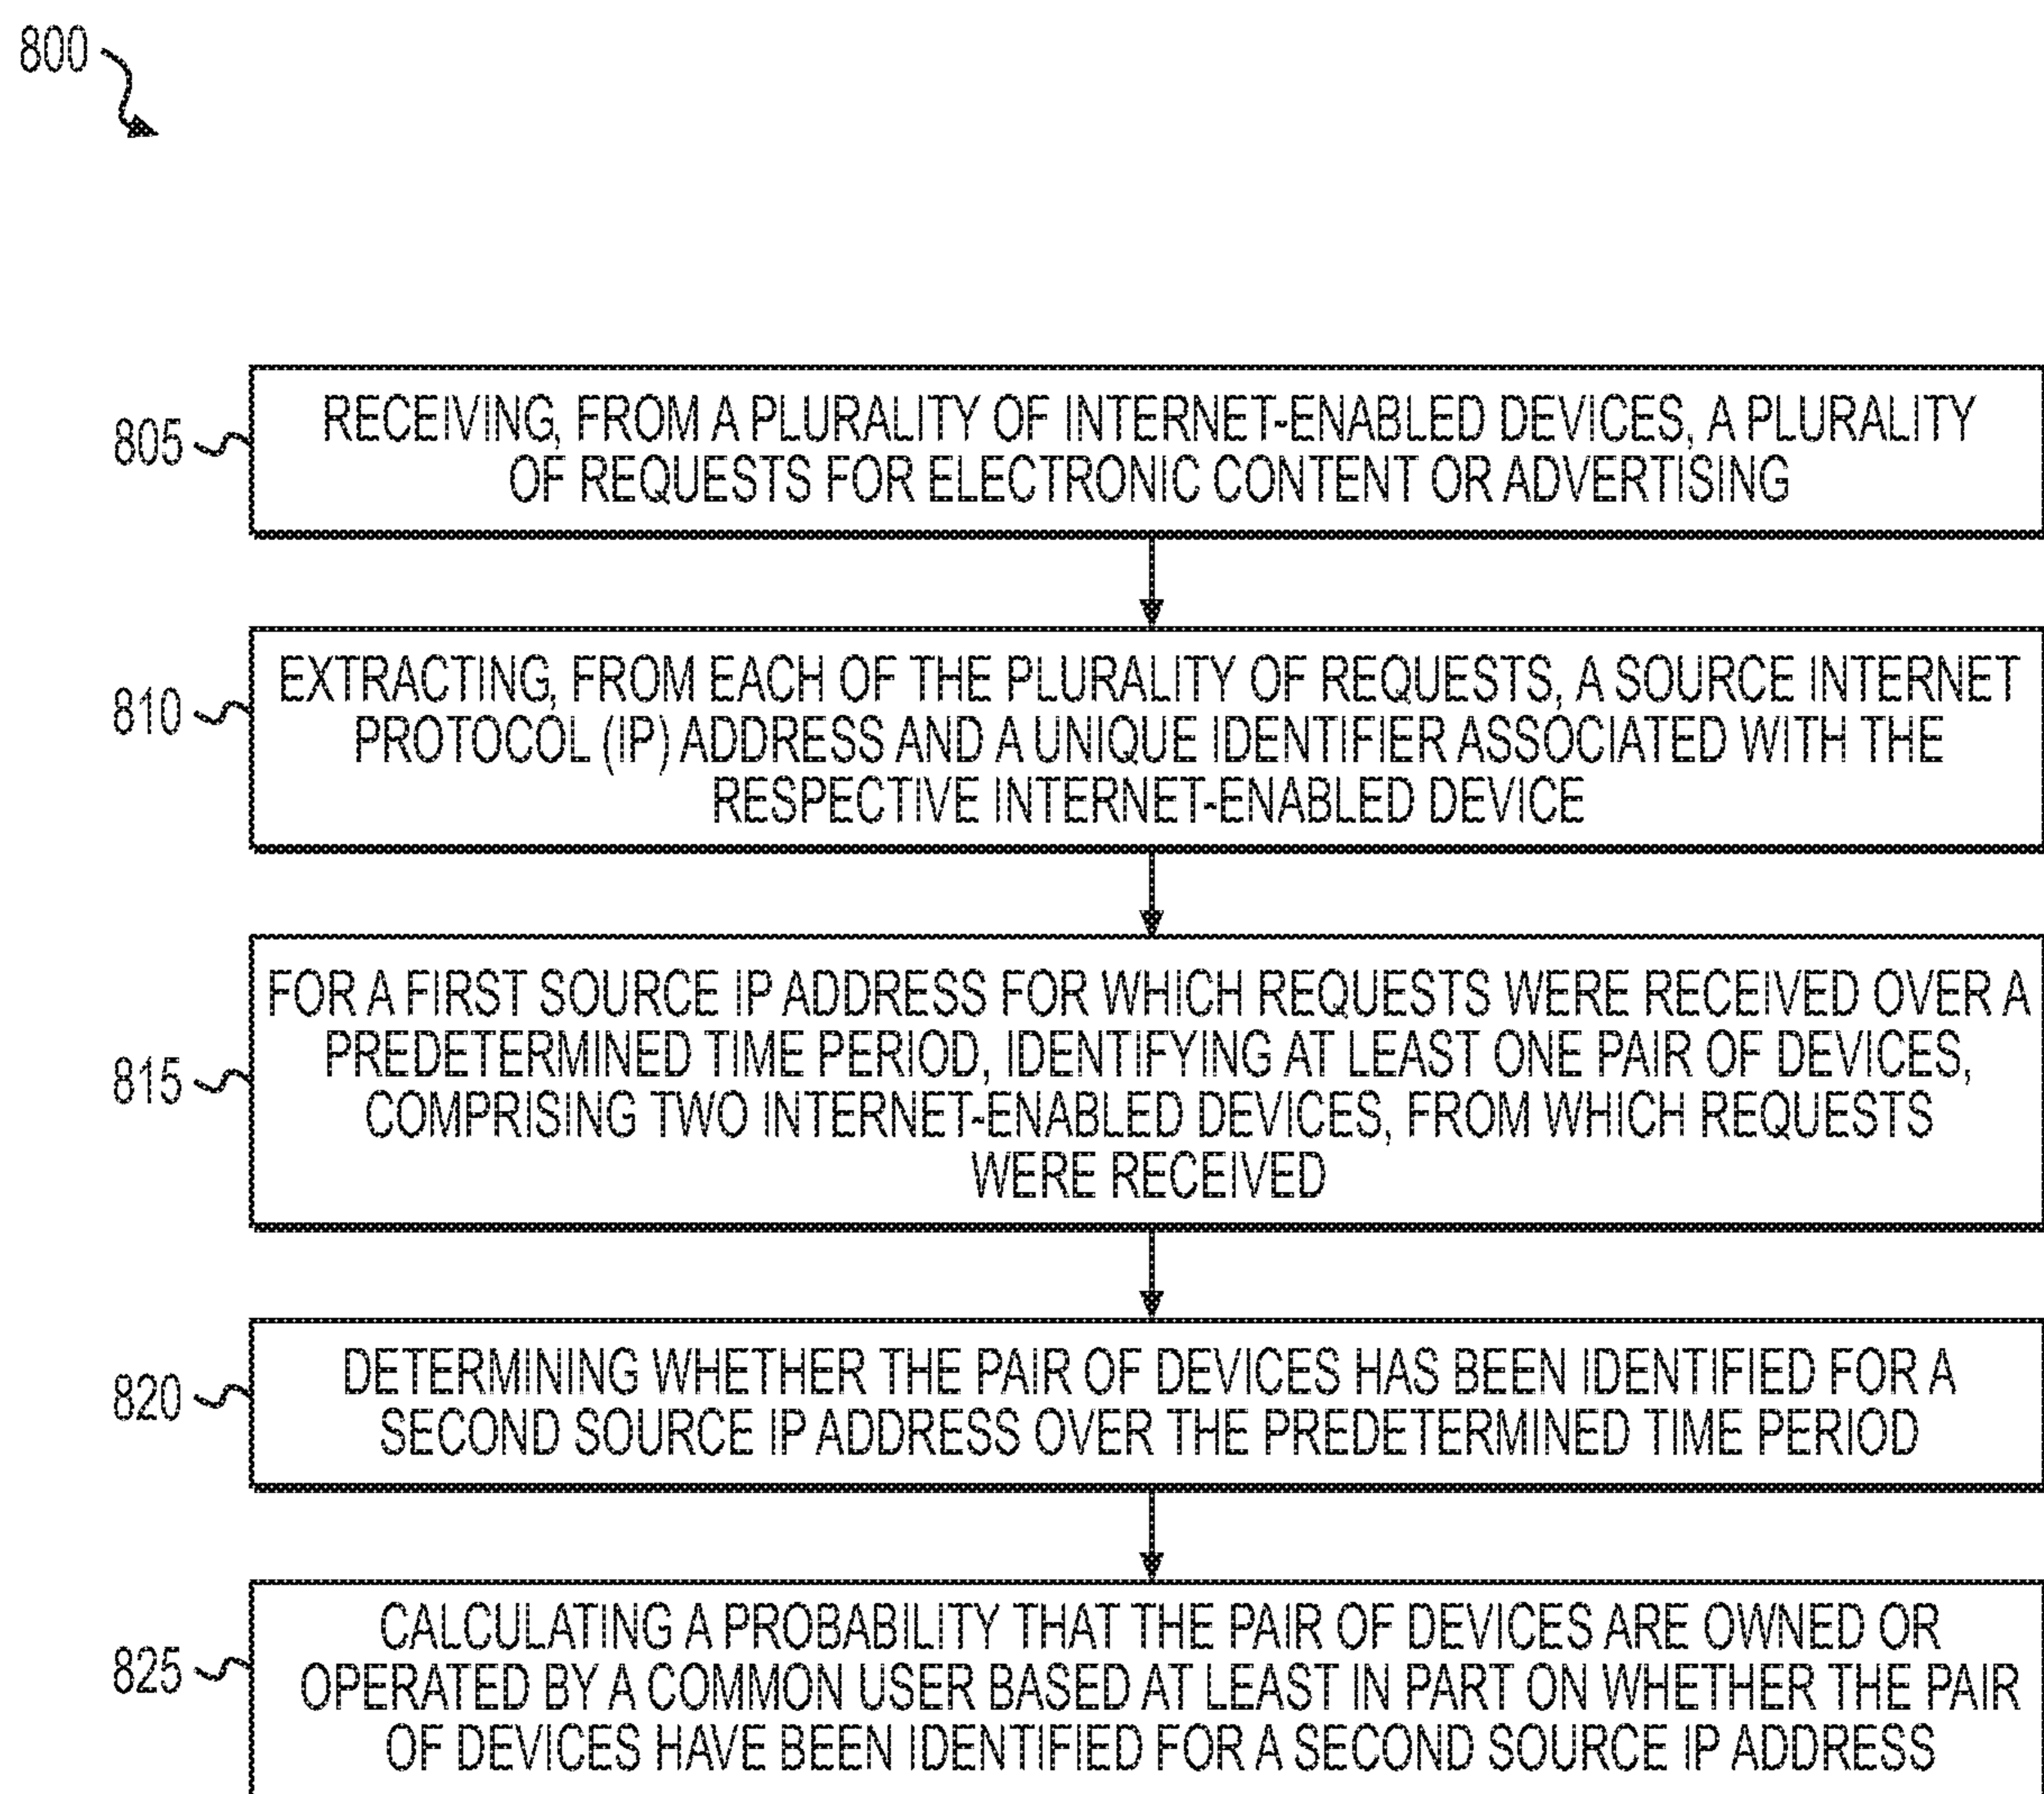 800
805
RECEIVING, FROM A PLURALITY OF INTERNET-ENABLED DEVICES, A PLURALITY
OF REQUESTS FOR ELECTRONIC CONTENT OR ADVERTISING
810
EXTRACTING, FROM EACH OF THE PLURALITY OF REQUESTS, A SOURCE INTERNET
PROTOCOL (IP) ADDRESS AND A UNIQUE IDENTIFIER ASSOCIATED WITH THE
RESPECTIVE INTERNET-ENABLED DEVICE
815
FOR A FIRST SOURCE IP ADDRESS FOR WHICH REQUESTS WERE RECEIVED OVER A
PREDETERMINED TIME PERIOD, IDENTIFYING AT LEAST ONE PAIR OF DEVICES,
COMPRISING TWO INTERNET-ENABLED DEVICES, FROM WHICH REQUESTS
WERE RECEIVED
820
DETERMINING WHETHER THE PAIR OF DEVICES HAS BEEN IDENTIFIED FOR A
SECOND SOURCE IP ADDRESS OVER THE PREDETERMINED TIME PERIOD
825
CALCULATING A PROBABILITY THAT THE PAIR OF DEVICES ARE OWNED OR
OPERATED BY A COMMON USER BASED AT LEAST IN PART ON WHETHER THE PAIR
OF DEVICES HAVE BEEN IDENTIFIED FOR A SECOND SOURCE IP ADDRESS